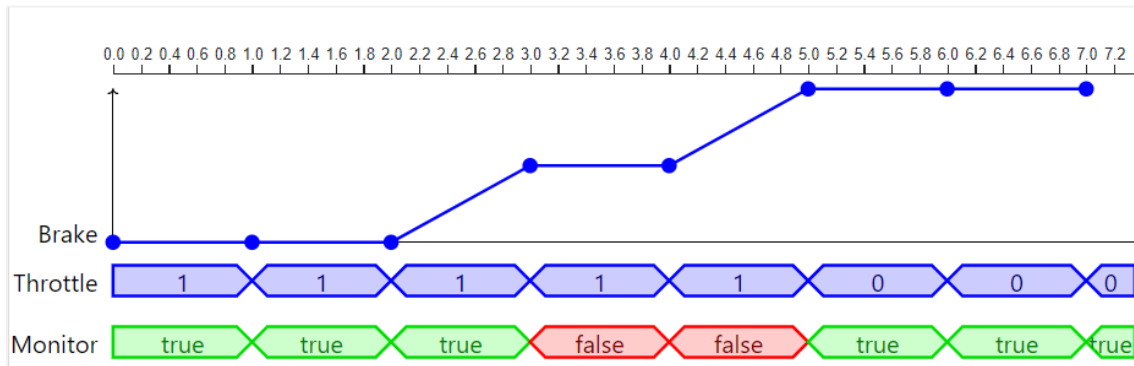 0.0 0.2 0.4 0.6 0.8 1.0 1.2 1.4 1.6 1.8 2.0 2.2 2.4 2.6 2.8 3.0 3.2 3.4 3.6 3.8 4.0 4.2 4.4 4.6 4.8 5.0 5.2 5.4 5.6 5.8 6.0 6.2 6.4 6.6 6.8 7.0 7.2
Brake
Throttle 1 1 1 1 1 0 0 0
Monitor true true true false false true true true